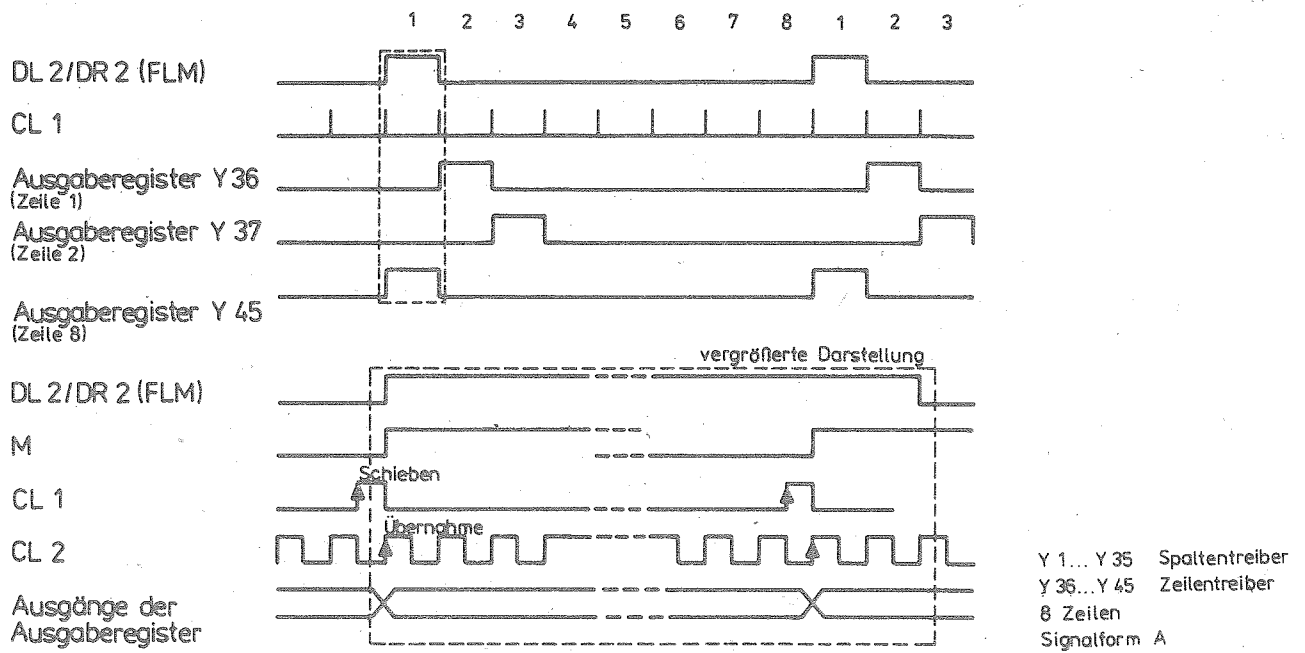 1 2 3 4 5 6 7 8 1 2 3
DL 2/DR 2 (FLM)
CL 1
Ausgaberegister Y 36
(Zeile 1)
Ausgaberegister Y 37
(Zeile 2)
Ausgaberegister Y 45
(Zeile 8)
vergrößerte Darstellung
DL 2/DR 2 (FLM)
M
Schieben
CL 1
Übernahme
CL 2
Ausgänge der
Ausgaberegister
Y 1... Y 35 Spaltentreiber
Y 36...Y 45 Zeilentreiber
8 Zeilen
Signalform A